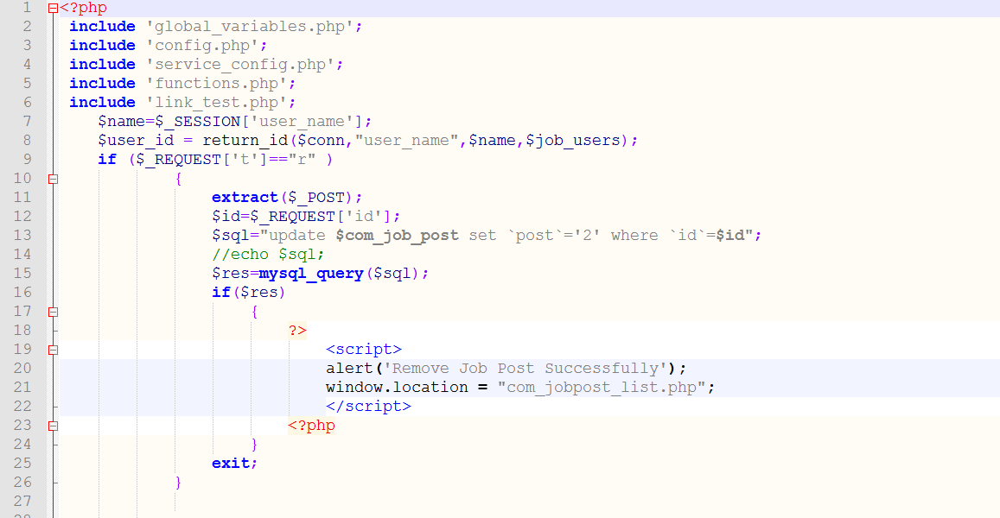 1 <?php
2 include 'global_variables.php';
3 include 'config.php';
4 include 'service_config.php';
5 include 'functions.php';
6 include 'link_test.php';
7 $name=$_SESSION['user_name'];
8 $user_id = return_id($conn,"user_name",$name,$job_users);
9 if ($_REQUEST['t']=="r" )
10 {
11 extract($_POST);
12 $id=$_REQUEST['id'];
13 $sql="update $com_job_post set `post`='2' where `id`=$id";
14 //echo $sql;
15 $res=mysql_query($sql);
16 if($res)
17 {
18 ?>
19 <script>
20 alert('Remove Job Post Successfully');
21 window.location = "com_jobpost_list.php";
22 </script>
23 <?php
24 }
25 exit;
26 }
27
28